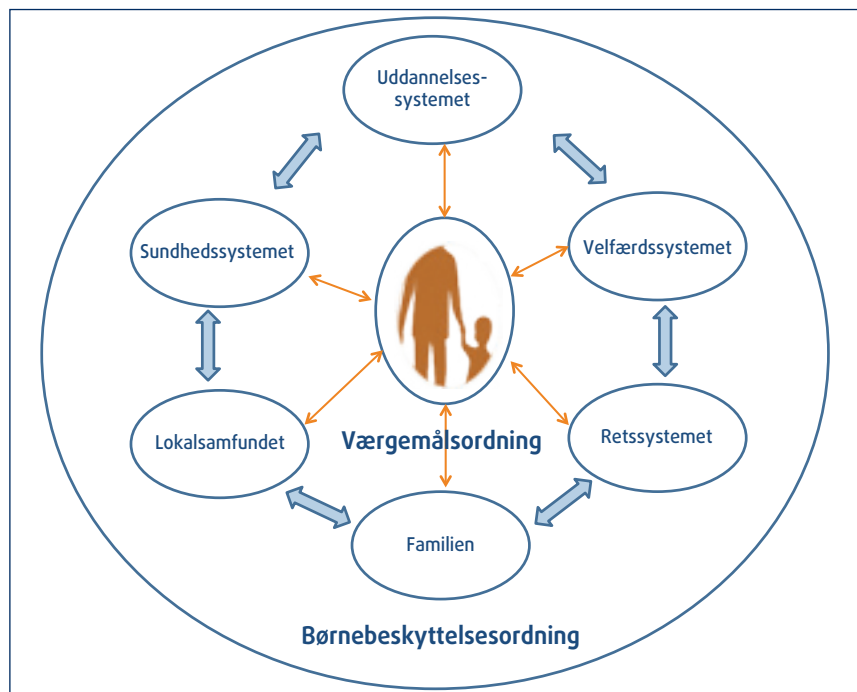 Uddannelses-
systemet
Sundhedssystemet
Velfærdssystemet
Lokalsamfundet
Værgemålsordning
Retssystemet
Familien
Børnebeskyttelsesordning